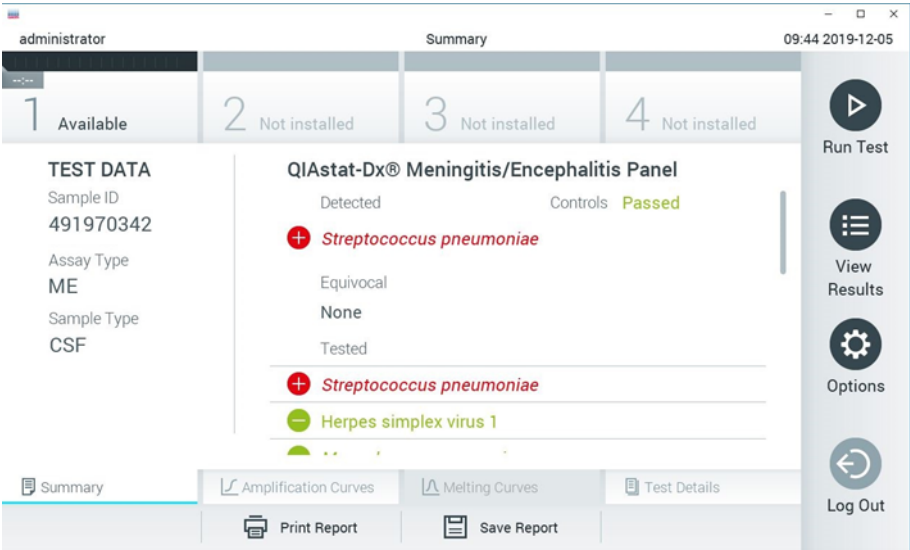 administrator
Summary
09:44 2019-12-05
--:--
1 Available
2 Not installed
3 Not installed
4 Not installed
Run Test
View
Results
Options
Log Out
TEST DATA
Sample ID
491970342
Assay Type
ME
Sample Type
CSF
QIAstat-Dx® Meningitis/Encephalitis Panel
Detected
Controls Passed
Streptococcus pneumoniae
Equivocal
None
Tested
Streptococcus pneumoniae
Herpes simplex virus 1
Summary
Amplification Curves
Melting Curves
Test Details
Print Report
Save Report